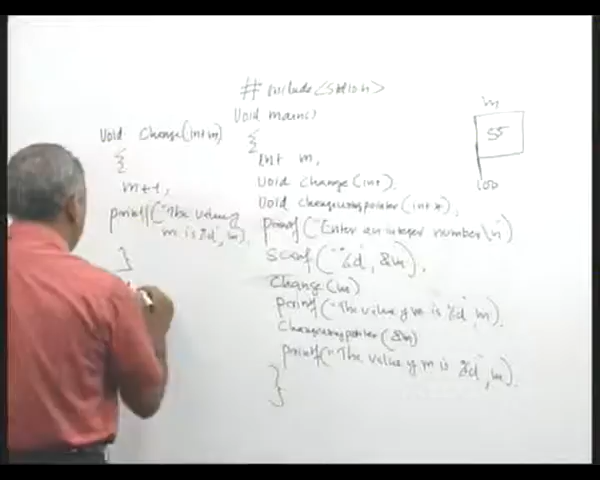 void change(int m)
{
m++;
printf("The value of
m is %d", m);
}
#include<stdio.h>
void main()
{
int m;
void change(int);
void changeusingpointer(int *);
printf("Enter an integer number\n")
scanf("%d", &m);
change(m)
printf("The value of m is %d", m).
changeusingpointer(&m)
printf("The value of m is %d", m).
}
m
55
100